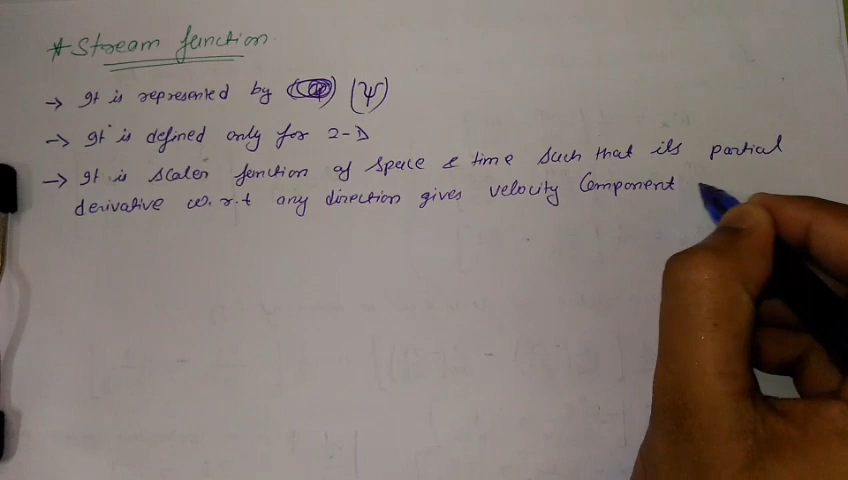 * Stream function.
→ It is represented by (ψ)
→ It is defined only for 2-D
→ It is scaler function of space & time such that its partial
derivative w.r.t any direction gives velocity Component